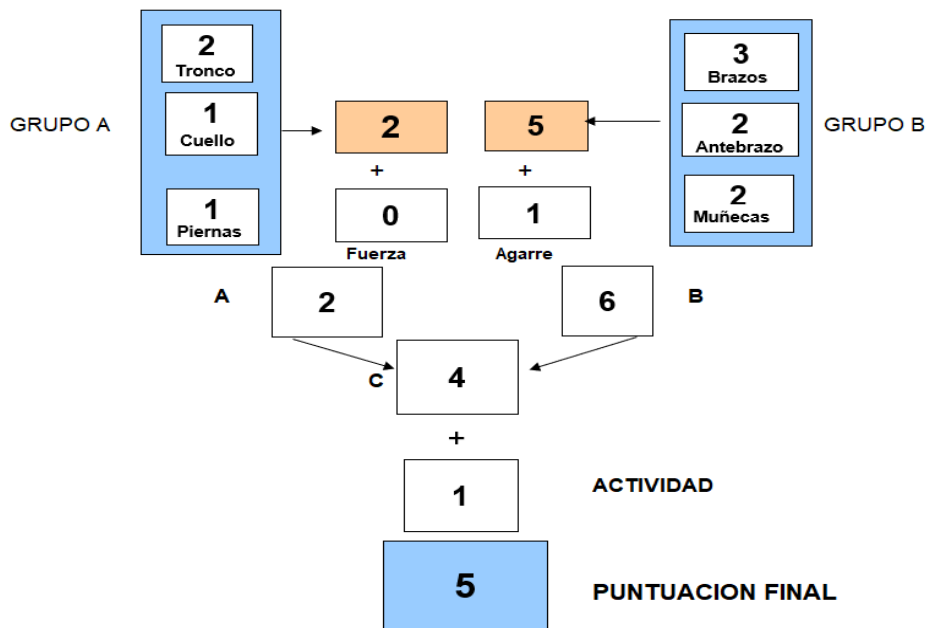 2
Tronco
1
Cuello
1
Piernas
GRUPO A
2
+
0
Fuerza
5
+
1
Agarre
3
Brazos
2
Antebrazo
2
Muñecas
GRUPO B
A
2
6
B
C
4
+
1
ACTIVIDAD
5
PUNTUACION FINAL